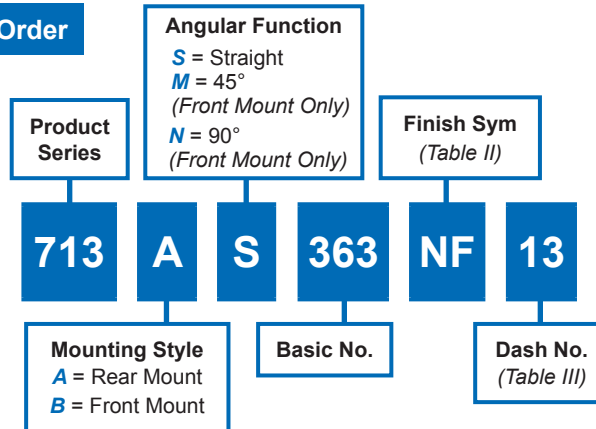 Order
Angular Function
S = Straight
M = 45°
(Front Mount Only)
N = 90°
(Front Mount Only)
Product
Series
Finish Sym
(Table II)
713 A S 363 NF 13
Mounting Style
A = Rear Mount
B = Front Mount
Basic No.
Dash No.
(Table III)